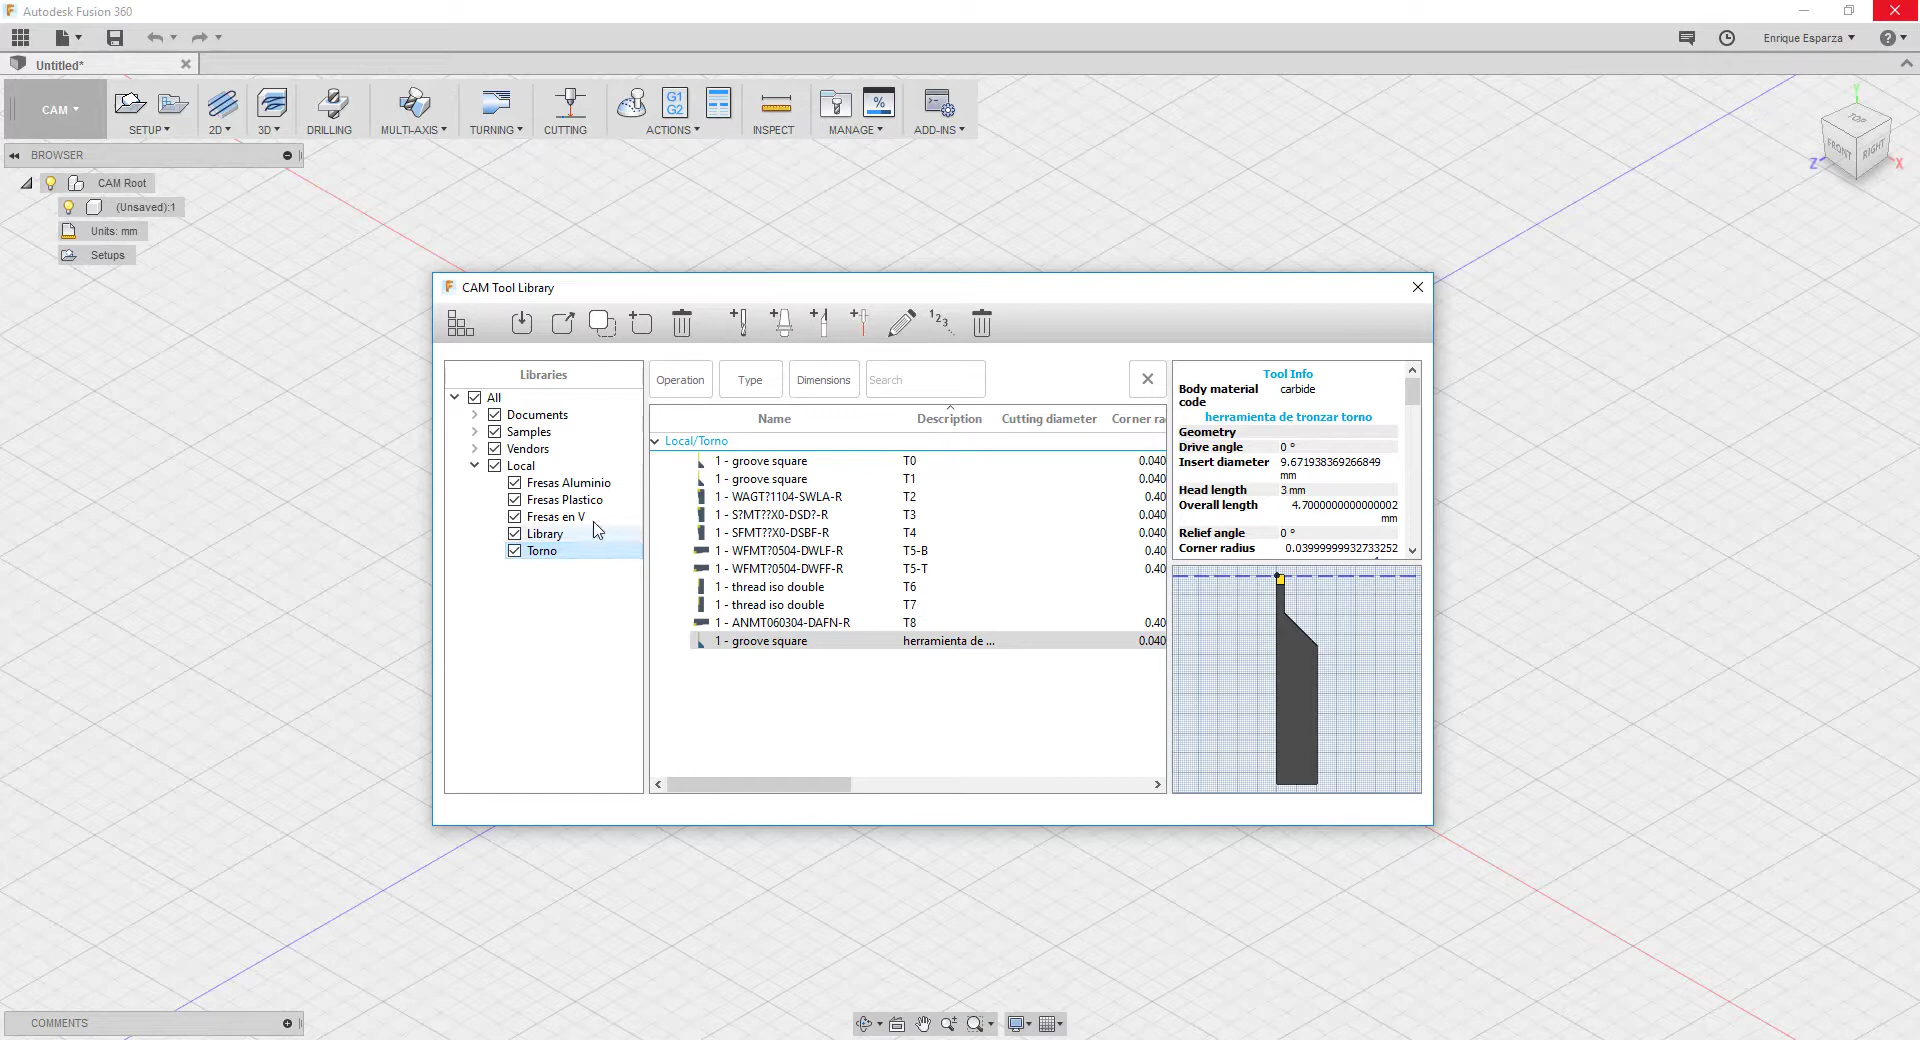 Autodesk Fusion 360
Enrique Esparza
Untitled*
CAM
SETUP
2D
3D
DRILLING
MULTI-AXIS
TURNING
CUTTING
G1
G2
ACTIONS
INSPECT
%
MANAGE
ADD-INS
Y
TOP
FRONT
RIGHT
Z
X
BROWSER
CAM Root
(Unsaved):1
Units: mm
Setups
CAM Tool Library
123
Libraries
All
Documents
Samples
Vendors
Local
Fresas Aluminio
Fresas Plastico
Fresas en V
Library
Torno
Operation
Type
Dimensions
Search
Name Description Cutting diameter Corner ra
Local/Torno
1 - groove square T0 0.040
1 - groove square T1 0.040
1 - WAGT?1104-SWLA-R T2 0.40
1 - S?MT??X0-DSD?-R T3 0.040
1 - SFMT??X0-DSBF-R T4 0.040
1 - WFMT?0504-DWLF-R T5-B 0.40
1 - WFMT?0504-DWFF-R T5-T 0.40
1 - thread iso double T6
1 - thread iso double T7
1 - ANMT060304-DAFN-R T8 0.40
1 - groove square herramienta de ... 0.040
Tool Info
Body material carbide
code
herramienta de tronzar torno
Geometry
Drive angle 0 °
Insert diameter 9.671938369266849
mm
Head length 3 mm
Overall length 4.7000000000000002
mm
Relief angle 0 °
Corner radius 0.03999999932733252
COMMENTS